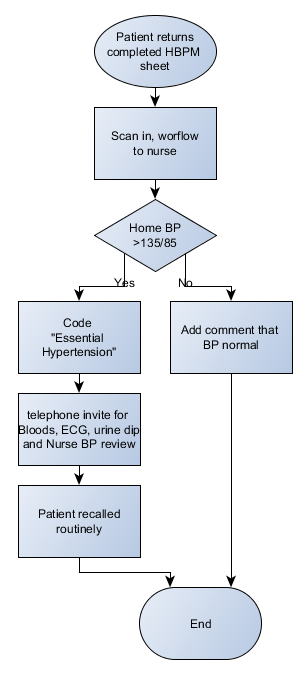 Patient returns
completed HBPM
sheet
Scan in, worflow
to nurse
Home BP
>135/85
Yes
No
Code
"Essential
Hypertension"
Add comment that
BP normal
telephone invite for
Bloods, ECG, urine dip
and Nurse BP review
Patient recalled
routinely
End